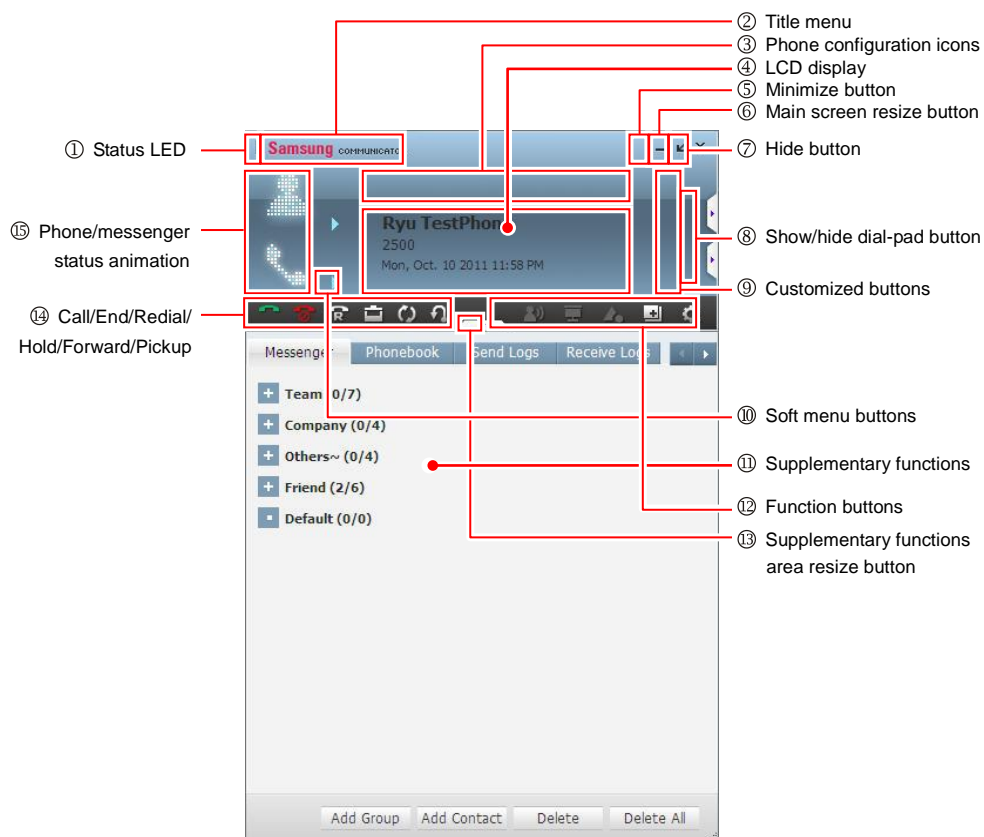 ② Title menu
③ Phone configuration icons
④ LCD display
⑤ Minimize button
⑥ Main screen resize button
① Status LED
Samsung COMMUNICATO
⑦ Hide button
⑮ Phone/messenger
status animation
Ryu TestPhon
2500
Mon, Oct. 10 2011 11:58 PM
⑧ Show/hide dial-pad button
⑨ Customized buttons
⑭ Call/End/Redial/
Hold/Forward/Pickup
R
Messenger Phonebook Send Logs Receive Logs
Team (0/7)
Company (0/4)
Others~ (0/4)
Friend (2/6)
Default (0/0)
⑩ Soft menu buttons
⑪ Supplementary functions
⑫ Function buttons
⑬ Supplementary functions
area resize button
Add Group Add Contact Delete Delete All